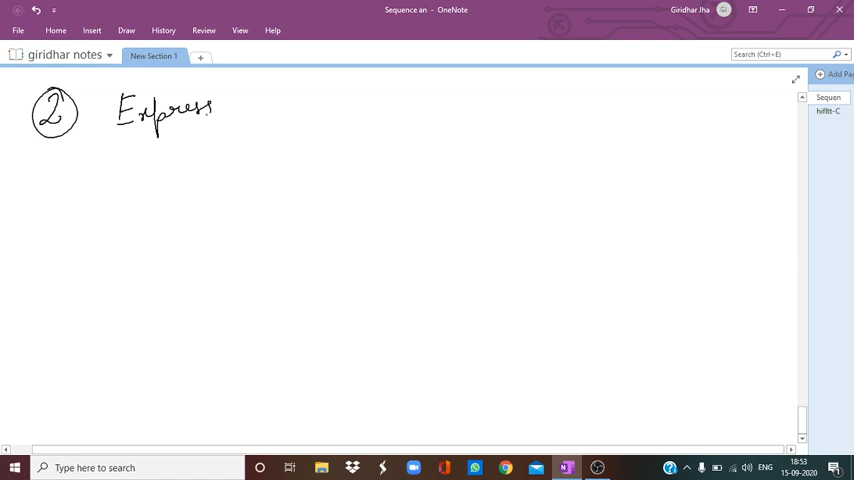 Sequence an - OneNote
Giridhar Jha
GJ
File
Home
Insert
Draw
History
Review
View
Help
giridhar notes
New Section 1
+
Search (Ctrl+E)
Add Pa
Sequen
② Express
Type here to search
ENG
18:53
15-09-2020